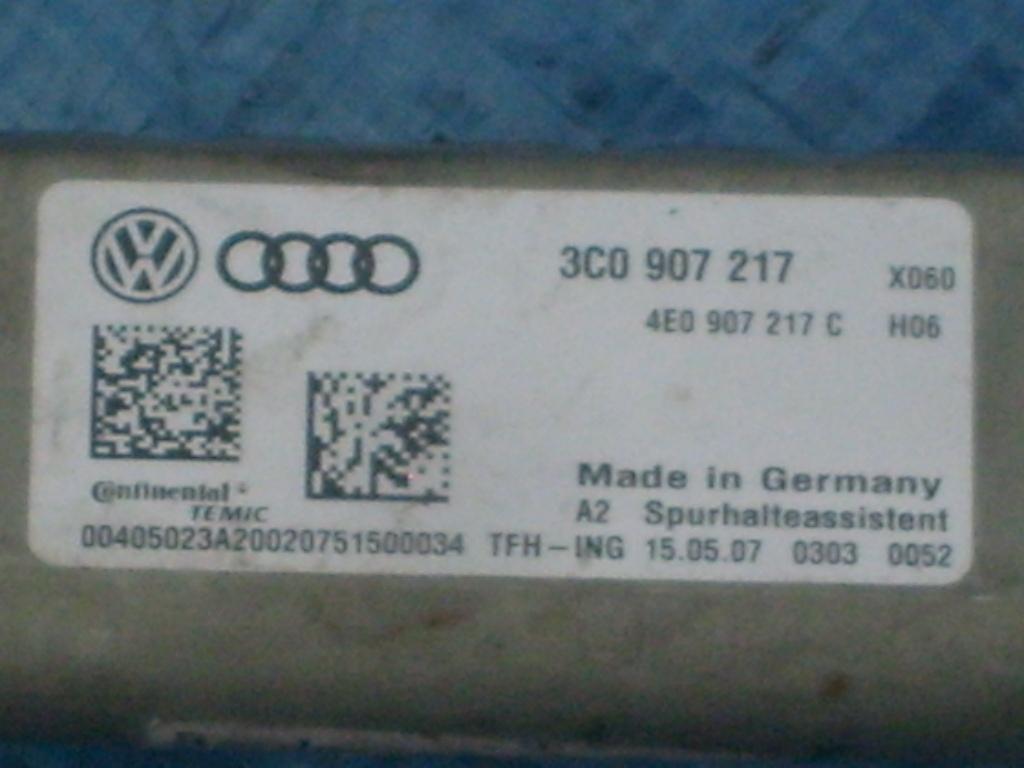 3C0 907 217 X060
4E0 907 217 C H06
Continental
TEMIC
Made in Germany
A2 Spurhalteassistent
00405023A20020751500034 TFH-ING 15.05.07 0303 0052